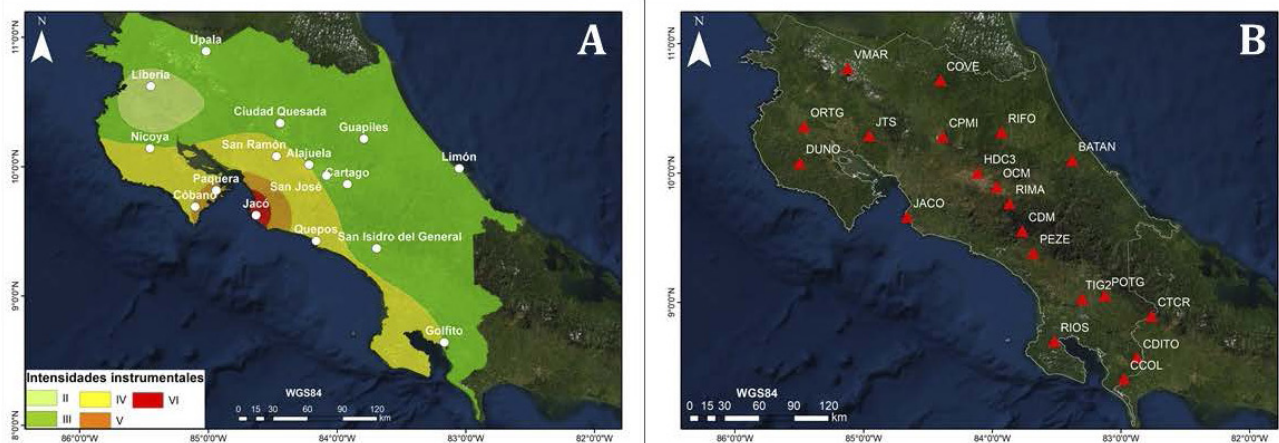 N
A
Upala
Liberia
Ciudad Quesada
Guapiles
Nicoya
San Ramón
Alajuela
Limón
Cartago
Paquera
San José
Cóbano
Jacó
Quepos
San Isidro del General
Golfito
Intensidades instrumentales
II IV VI
III V
WGS84
0 15 30 60 90 120
km
11°0'0"N
10°0'0"N
9°0'0"N
8°0'0"N
86°0'0"W 85°0'0"W 84°0'0"W 83°0'0"W 82°0'0"W
N
B
VMAR
COVE
ORTG
JTS
CPMI
RIFO
DUNO
BATAN
HDC3
OCM
RIMA
JACO
CDM
PEZE
TIG2
POTG
CTCR
RIOS
CDITO
CCOL
WGS84
0 15 30 60 90 120
km
11°0'0"N
10°0'0"N
9°0'0"N
8°0'0"N
86°0'0"W 85°0'0"W 84°0'0"W 83°0'0"W 82°0'0"W